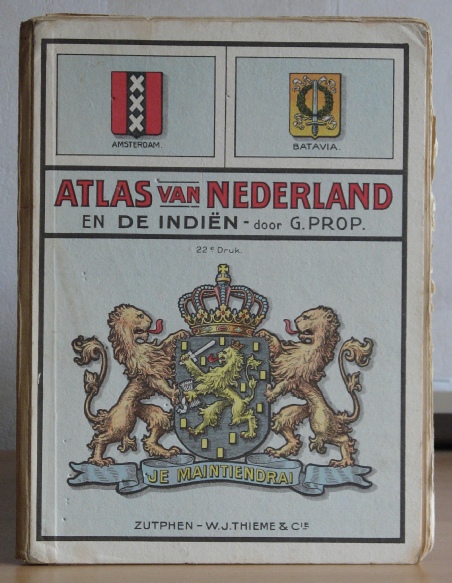 AMSTERDAM.
BATAVIA.
ATLAS VAN NEDERLAND
EN DE INDIËN - door G. PROP.
22e Druk.
JE MAINTIENDRAI
ZUTPHEN - W.J. THIEME & CIE